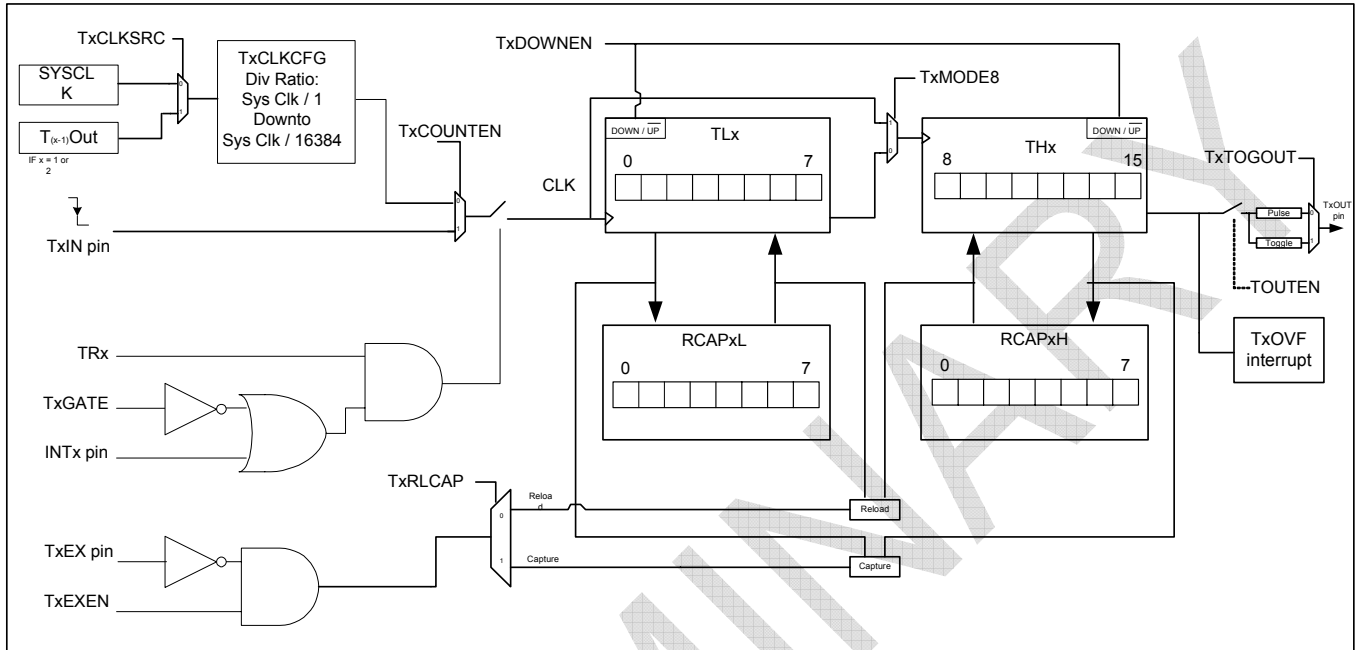 TxCLKSRC
SYSCL
K
0
1
T(x-1)Out
IF x = 1 or
2
TxCLKCFG
Div Ratio:
Sys Clk / 1
Downto
Sys Clk / 16384
TxCOUNTEN
0
1
TxIN pin
CLK
TxDOWNEN
TxMODE8
1
0
DOWN / UP
TLx
0 7
DOWN / UP
THx
8 15
TxTOGOUT
Pulse
0
Toggle
1
TxOUT
pin
TOUTEN
TxOVF
interrupt
RCAPxL
0 7
RCAPxH
0 7
TRx
TxGATE
INTx pin
TxRLCAP
0
1
Reloa
d
Reload
Capture
Capture
TxEX pin
TxEXEN
MINARY